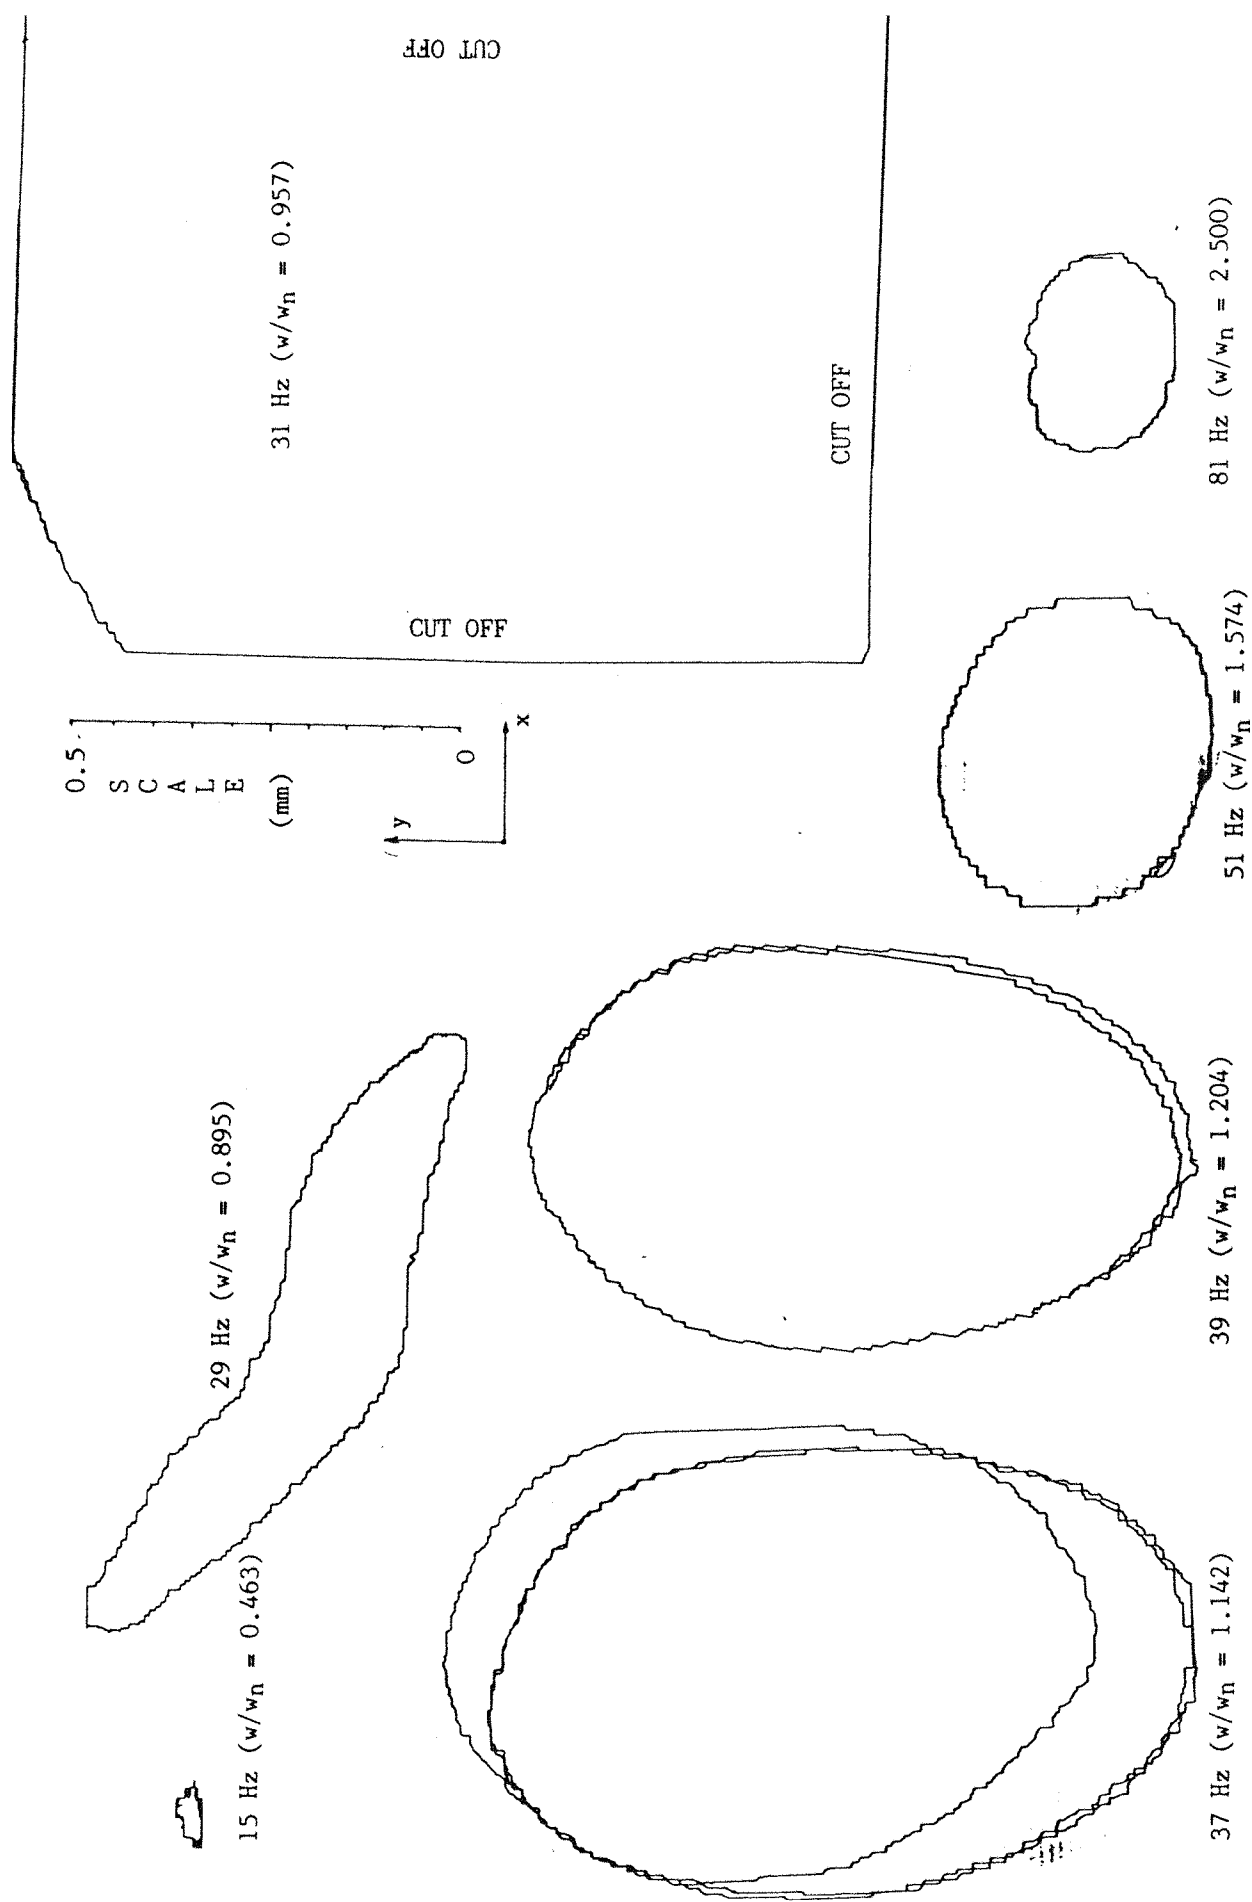 CUT OFF
31 Hz (w/wn = 0.957)
CUT OFF
CUT OFF
81 Hz (w/wn = 2.500)
0.5
S
C
A
L
E
(mm)
0
y
x
51 Hz (w/wn = 1.574)
29 Hz (w/wn = 0.895)
39 Hz (w/wn = 1.204)
15 Hz (w/wn = 0.463)
37 Hz (w/wn = 1.142)